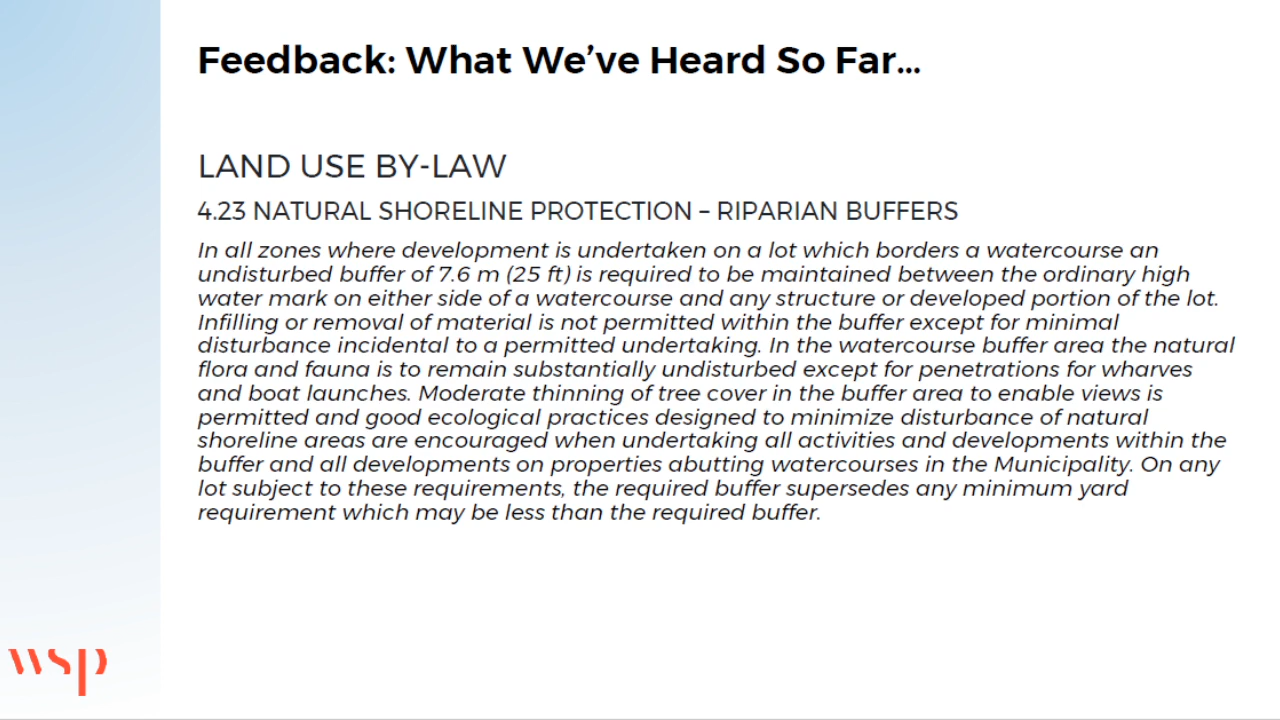 Feedback: What We’ve Heard So Far…
LAND USE BY-LAW
4.23 NATURAL SHORELINE PROTECTION – RIPARIAN BUFFERS
In all zones where development is undertaken on a lot which borders a watercourse an
undisturbed buffer of 7.6 m (25 ft) is required to be maintained between the ordinary high
water mark on either side of a watercourse and any structure or developed portion of the lot.
Infilling or removal of material is not permitted within the buffer except for minimal
disturbance incidental to a permitted undertaking. In the watercourse buffer area the natural
flora and fauna is to remain substantially undisturbed except for penetrations for wharves
and boat launches. Moderate thinning of tree cover in the buffer area to enable views is
permitted and good ecological practices designed to minimize disturbance of natural
shoreline areas are encouraged when undertaking all activities and developments within the
buffer and all developments on properties abutting watercourses in the Municipality. On any
lot subject to these requirements, the required buffer supersedes any minimum yard
requirement which may be less than the required buffer.
wsp